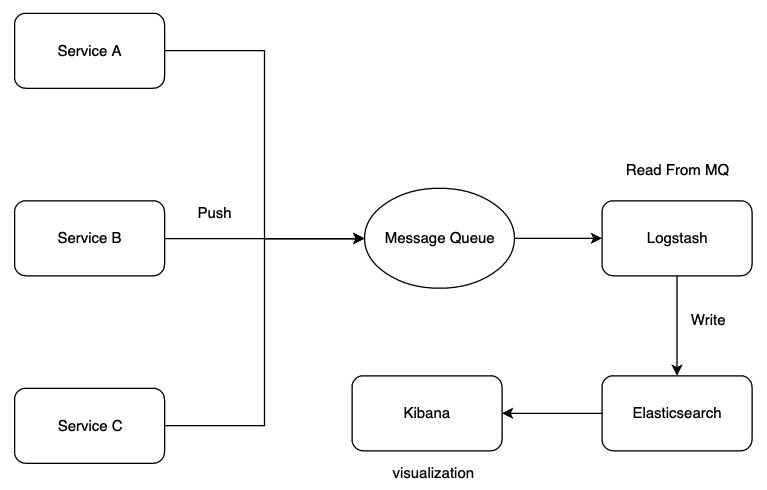 Service A
Read From MQ
Push
Service B
Message Queue
Logstash
Write
Service C
Kibana
Elasticsearch
visualization